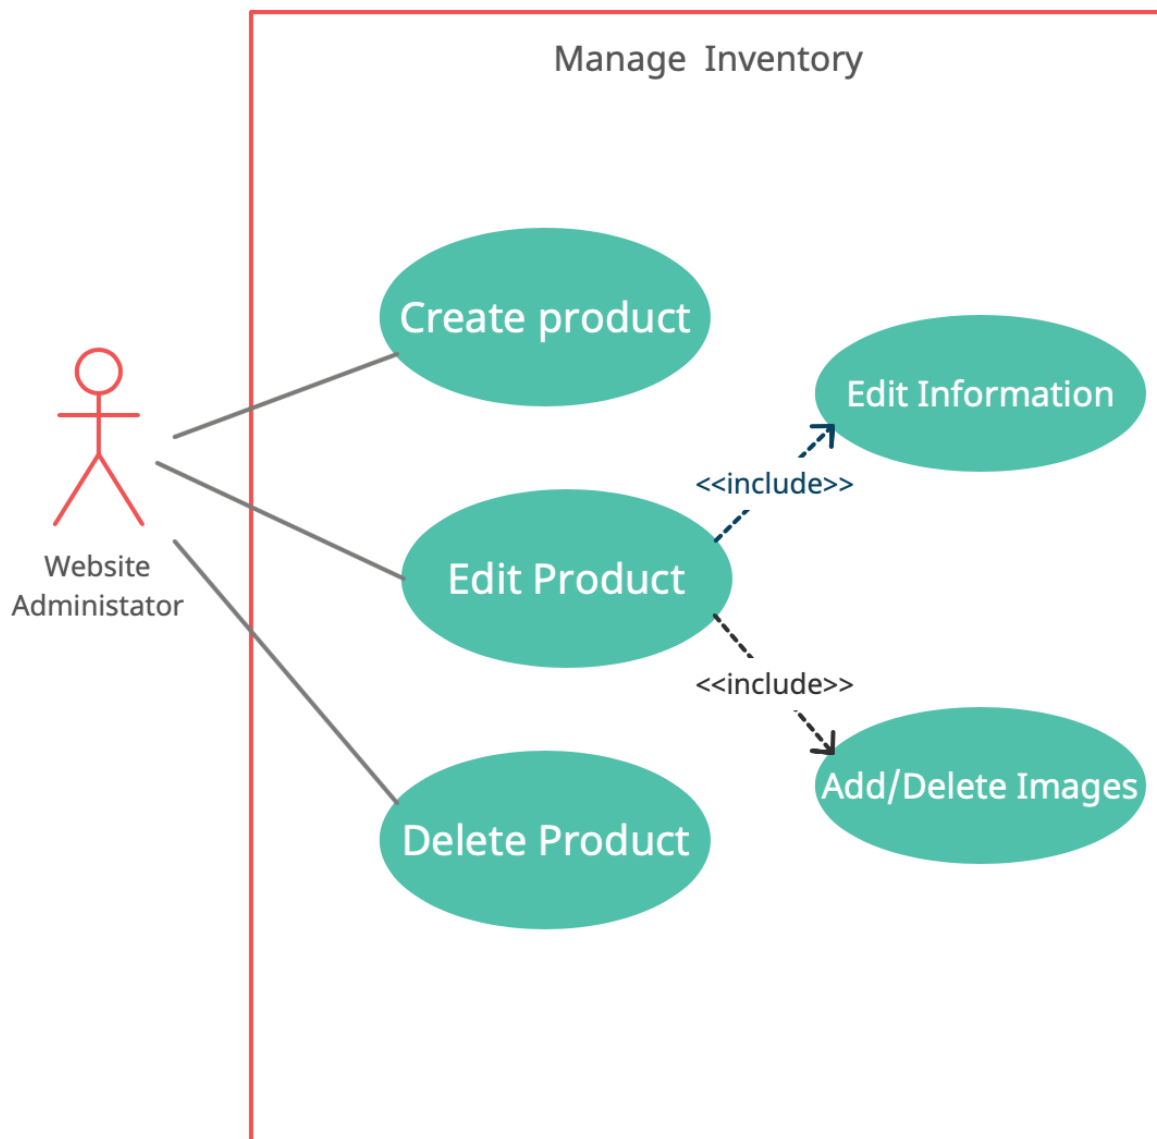 Manage Inventory
Create product
Edit Information
<<include>>
Edit Product
Website
Administator
<<include>>
Add/Delete Images
Delete Product